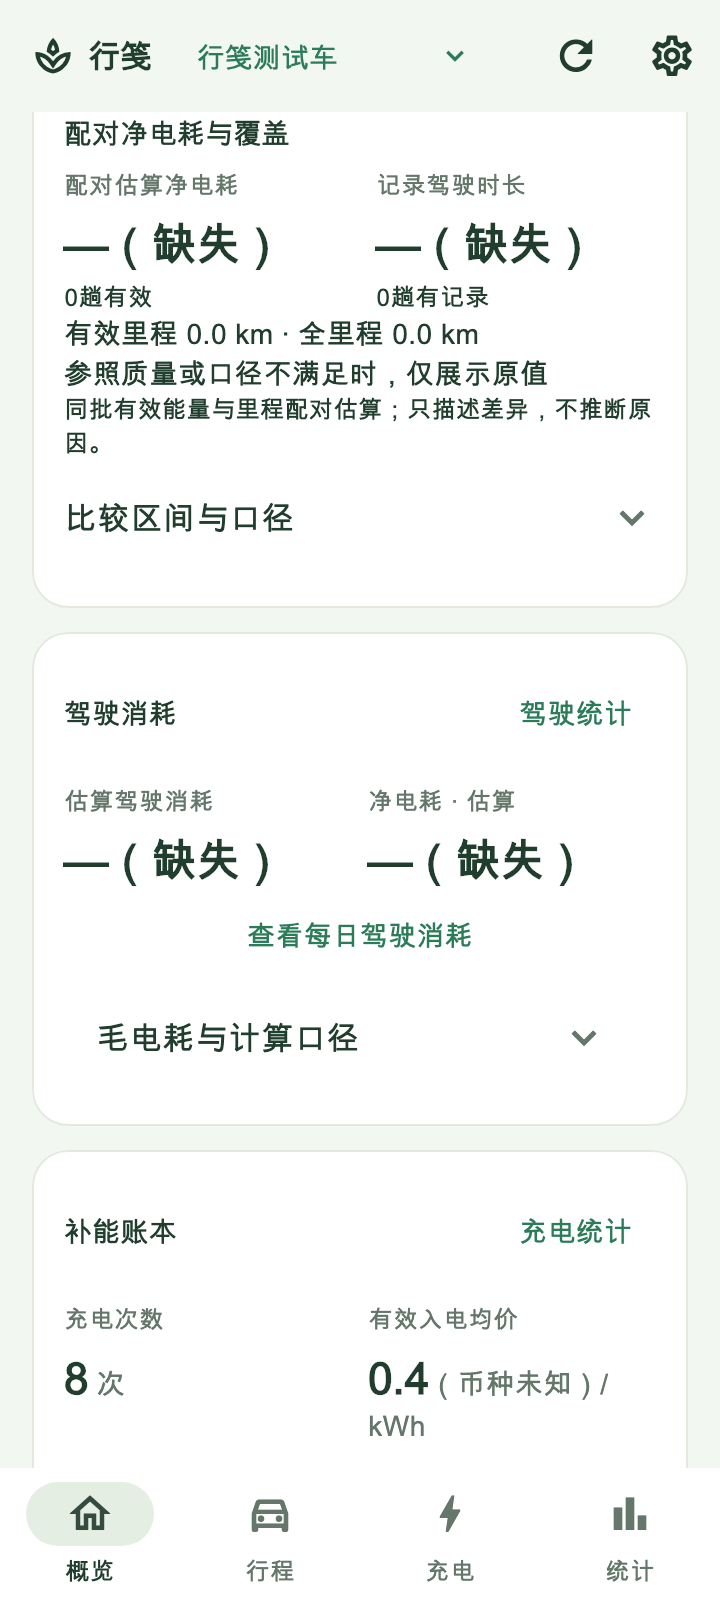 行笺 行笺测试车
配对净电耗与覆盖
配对估算净电耗 记录驾驶时长
—(缺失) —(缺失)
0趟有效 0趟有记录
有效里程 0.0 km · 全里程 0.0 km
参照质量或口径不满足时,仅展示原值
同批有效能量与里程配对估算;只描述差异,不推断原
因。
比较区间与口径
驾驶消耗 驾驶统计
估算驾驶消耗 净电耗 · 估算
—(缺失) —(缺失)
查看每日驾驶消耗
毛电耗与计算口径
补能账本 充电统计
充电次数 有效入电均价
8 次 0.4(币种未知)/
kWh
概览 行程 充电 统计